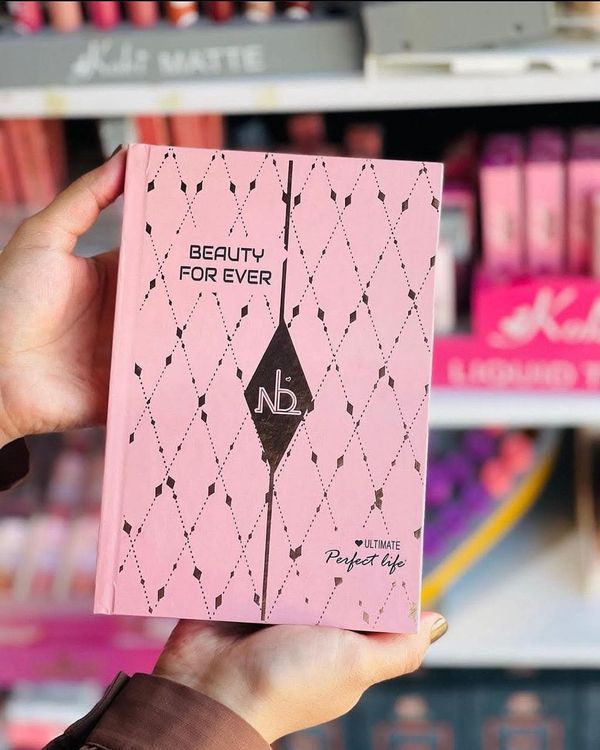 MATTE
BEAUTY
FOR EVER
ULTIMATE
Perfect life
LIQUID